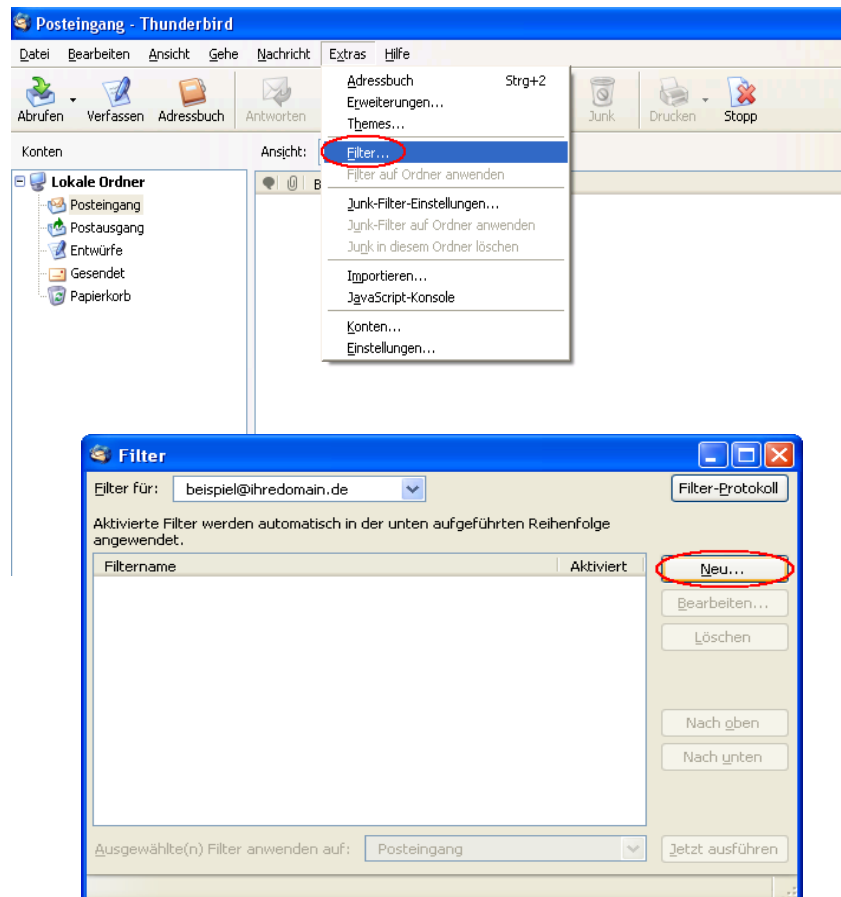 Posteingang - Thunderbird
Datei Bearbeiten Ansicht Gehe Nachricht Extras Hilfe
Abrufen Verfassen Adressbuch Antworten Junk Drucken Stopp
Konten Ansicht:
Adressbuch Strg+2
Erweiterungen...
Themes...
Filter...
Filter auf Ordner anwenden
Junk-Filter-Einstellungen...
Junk-Filter auf Ordner anwenden
Junk in diesem Ordner löschen
Importieren...
JavaScript-Konsole
Konten...
Einstellungen...
Lokale Ordner
Posteingang
Postausgang
Entwürfe
Gesendet
Papierkorb
B
Filter
Filter für: beispiel@ihredomain.de Filter-Protokoll
Aktivierte Filter werden automatisch in der unten aufgeführten Reihenfolge
angewendet.
Filtername Aktiviert
Neu...
Bearbeiten...
Löschen
Nach oben
Nach unten
Ausgewählte(n) Filter anwenden auf: Posteingang Jetzt ausführen